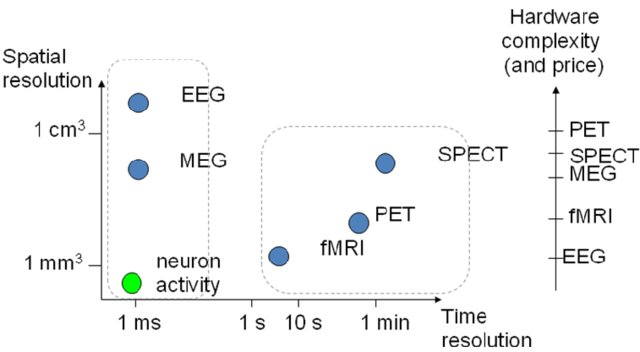 Hardware
complexity
(and price)
Spatial
resolution
EEG
1 cm³
PET
MEG
SPECT
SPECT
MEG
PET
fMRI
fMRI
1 mm³
neuron
activity
EEG
1 ms
1 s
10 s
1 min
Time
resolution